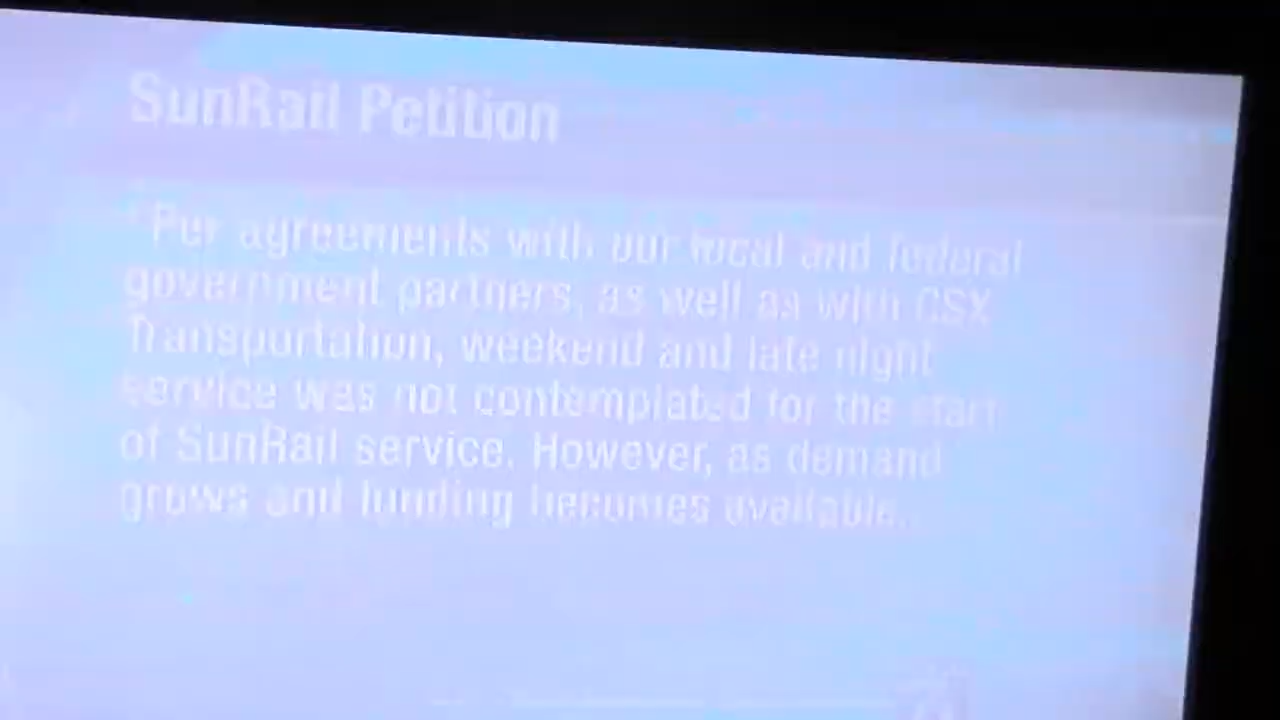 SunRail Petition
"Per agreements with our local and federal
government partners, as well as with CSX
Transportation, weekend and late night
service was not contemplated for the start
of SunRail service. However, as demand
grows and funding becomes available...